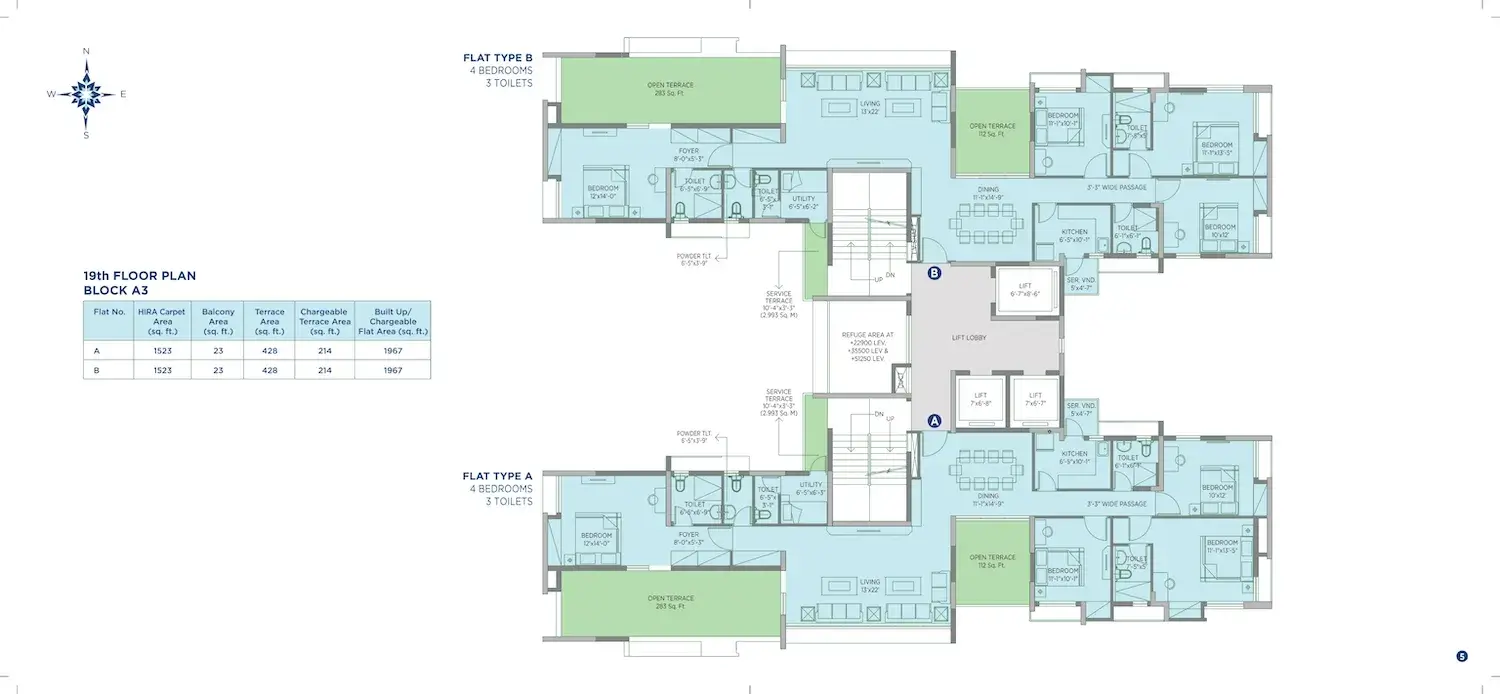 N
W
E
S
19th FLOOR PLAN
BLOCK A3
Flat No.
HIRA Carpet
Area
(sq. ft.)
Balcony
Area
(sq. ft.)
Terrace
Area
(sq. ft.)
Chargeable
Terrace Area
(sq. ft.)
Built Up/
Chargeable
Flat Area (sq. ft.)
A 1523 23 428 214 1967
B 1523 23 428 214 1967
FLAT TYPE B
4 BEDROOMS
3 TOILETS
OPEN TERRACE
283 Sq. Ft
LIVING
13'x22'
OPEN TERRACE
112 Sq. Ft.
BEDROOM
11'-1"x10'-1"
TOILET
7'-5"x5'
BEDROOM
11'-1"x13'-5"
FOYER
8'-0"x5'-3"
BEDROOM
12'x14'-0"
TOILET
6'-5"x6'-9"
TOILET
6'-5"x
3'-1"
UTILITY
6'-5"x6'-2"
DINING
11'-1"x14'-9"
3'-3" WIDE PASSAGE
KITCHEN
6'-5"x10'-1"
TOILET
6'-1"x6'-1"
BEDROOM
10'x12'
POWDER TLT.
6'-5"x3'-9"
SERVICE
TERRACE
10'-4"x3'-3"
(2.993 Sq. M)
UP
DN
B
LIFT
6'-7"x8'-6"
SER. VND.
5'x4'-7"
REFUGE AREA AT
+22900 LEV,
+35500 LEV &
+51250 LEV
LIFT LOBBY
LIFT
7'x6'-8"
LIFT
7'x6'-7"
SER. VND.
5'x4'-7"
SERVICE
TERRACE
10'-4"x3'-3"
(2.993 Sq. M)
DN
UP
A
POWDER TLT.
6'-5"x3'-9"
FLAT TYPE A
4 BEDROOMS
3 TOILETS
TOILET
6'-5"x6'-9"
TOILET
6'-5"x
3'-1"
UTILITY
6'-5"x6'-3"
DINING
11'-1"x14'-9"
KITCHEN
6'-5"x10'-1"
TOILET
6'-1"x6'-1"
BEDROOM
10'x12'
3'-3" WIDE PASSAGE
BEDROOM
12'x14'-0"
FOYER
8'-0"x5'-3"
OPEN TERRACE
283 Sq. Ft
LIVING
13'x22'
OPEN TERRACE
112 Sq. Ft.
BEDROOM
11'-1"x10'-1"
TOILET
7'-5"x5'
BEDROOM
11'-1"x13'-5"
5